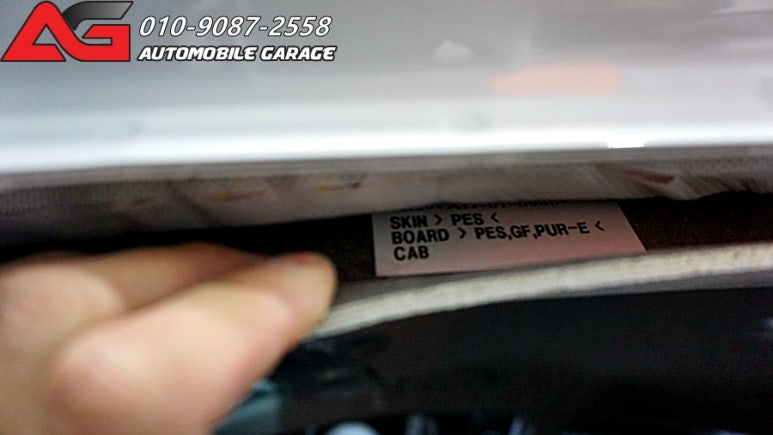 AG
010-9087-2558
AUTOMOBILE GARAGE
SKIN > PES <
BOARD > PES,GF,PUR-E <
CAB